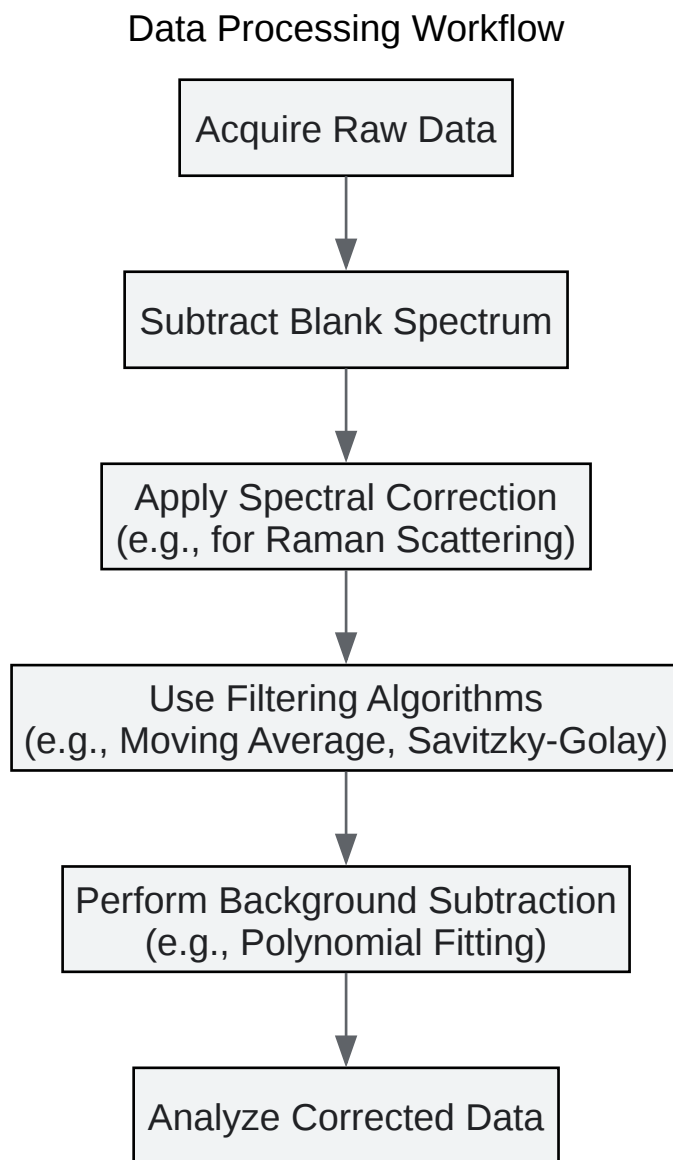 Data Processing Workflow
Acquire Raw Data
Subtract Blank Spectrum
Apply Spectral Correction
(e.g., for Raman Scattering)
Use Filtering Algorithms
(e.g., Moving Average, Savitzky-Golay)
Perform Background Subtraction
(e.g., Polynomial Fitting)
Analyze Corrected Data